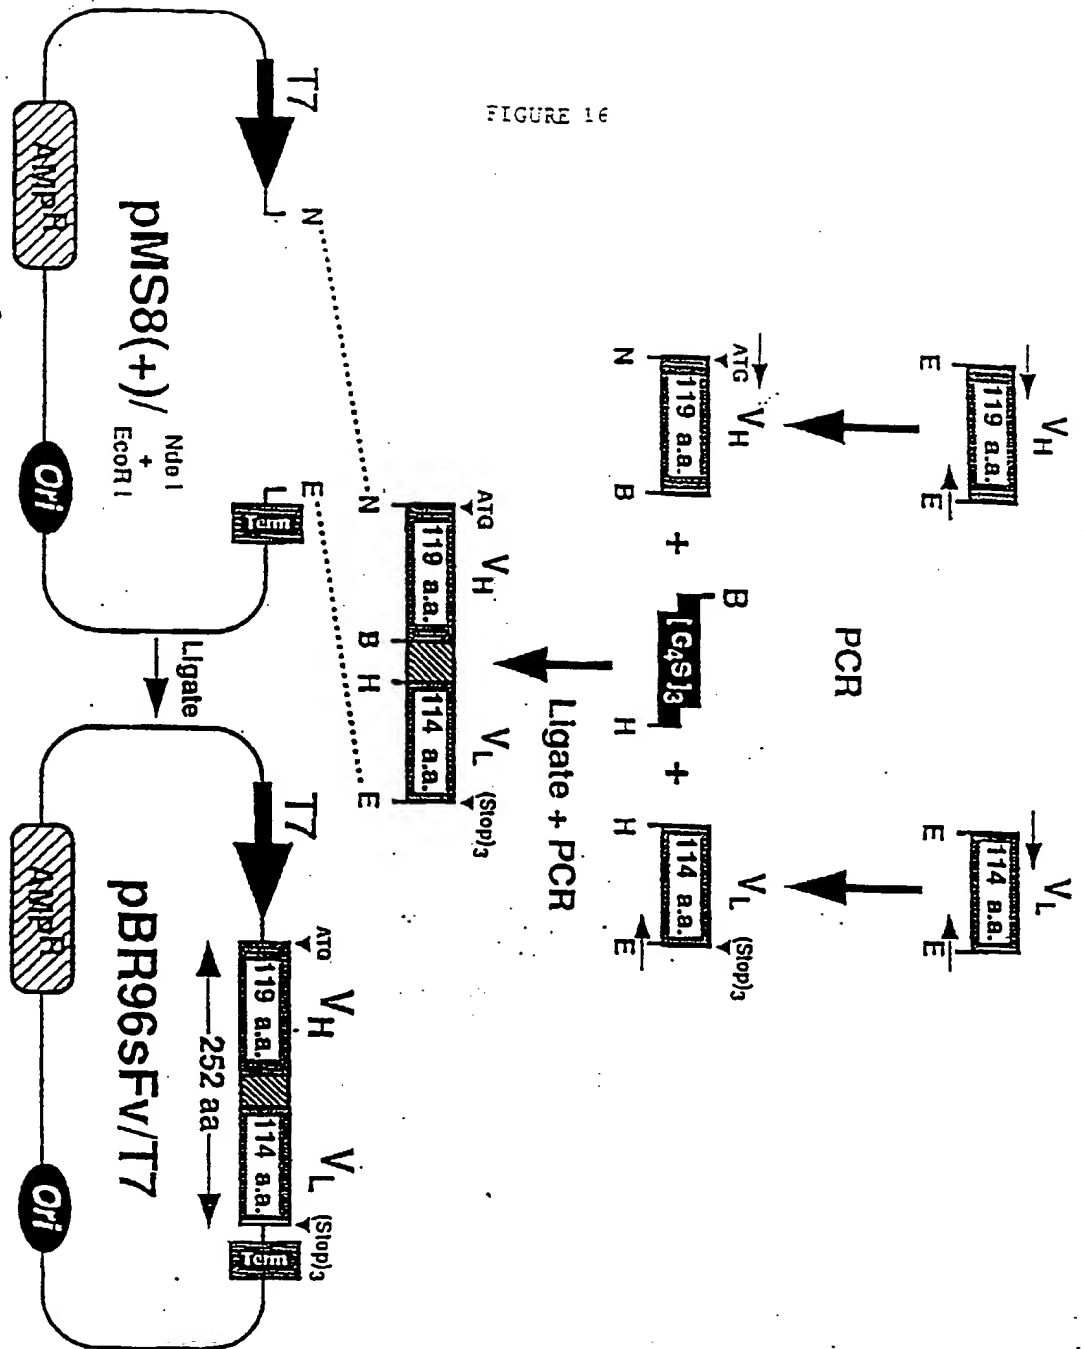 FIGURE 16
V_H
V_L
119 a.a.
114 a.a.
E
E
E
E
PCR
ATG
V_H
V_L
(Stop)3
119 a.a.
+
[G4S]3
+
114 a.a.
N
B
B
H
H
E
Ligate + PCR
ATG
V_H
V_L
(Stop)3
119 a.a.
114 a.a.
N
B
H
E
T7
N
E
Term
pMS8(+)/
NdeI
+
EcoRI
AMPR
Ori
Ligate
T7
ATG
V_H
V_L
(Stop)3
119 a.a.
114 a.a.
Term
252 aa
pBR96sFv/T7
AMPR
Ori